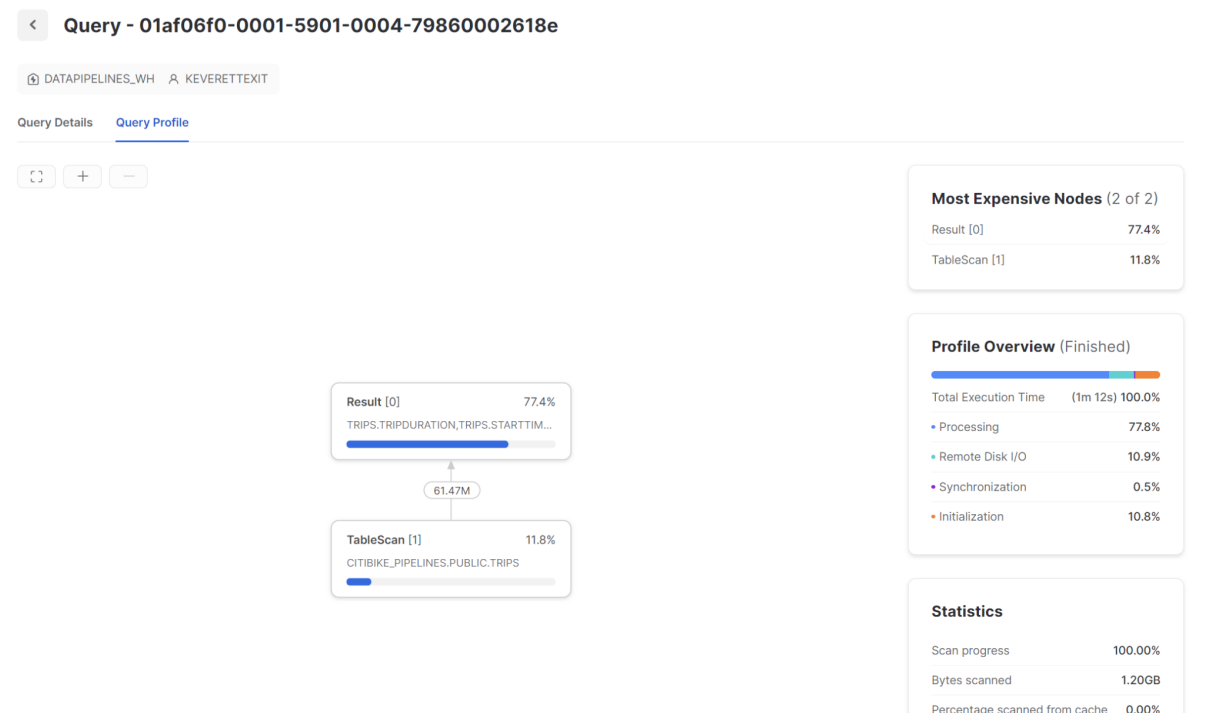 Query - 01af06f0-0001-5901-0004-79860002618e
DATAPIPELINES_WH KEVERETTEXIT
Query Details Query Profile
Most Expensive Nodes (2 of 2)
Result [0] 77.4%
TableScan [1] 11.8%
Profile Overview (Finished)
Total Execution Time (1m 12s) 100.0%
Processing 77.8%
Remote Disk I/O 10.9%
Synchronization 0.5%
Initialization 10.8%
Result [0] 77.4%
TRIPS.TRIPDURATION,TRIPS.STARTTIM...
61.47M
TableScan [1] 11.8%
CITIBIKE_PIPELINES.PUBLIC.TRIPS
Statistics
Scan progress 100.00%
Bytes scanned 1.20GB
Percentage scanned from cache 0.00%